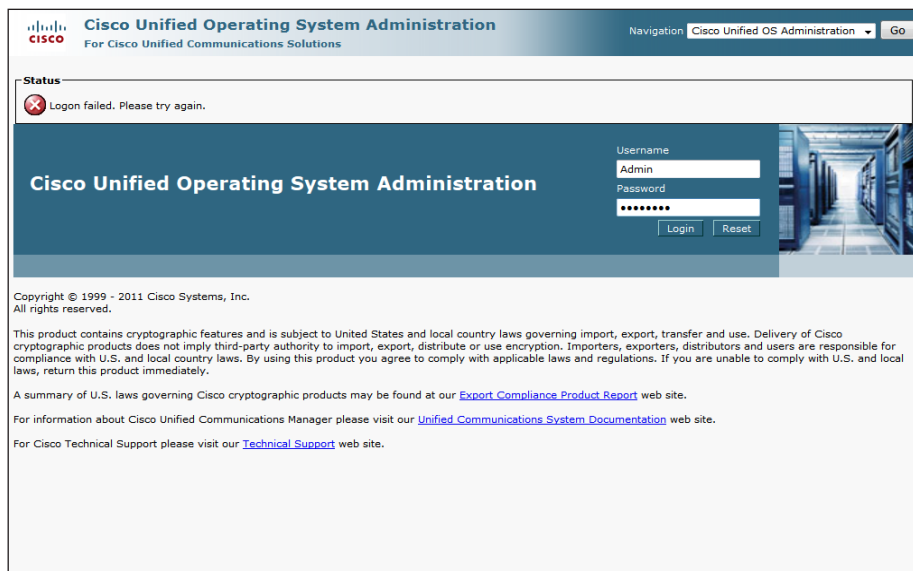 CISCO
Cisco Unified Operating System Administration
For Cisco Unified Communications Solutions
Navigation Cisco Unified OS Administration Go
Status
Logon failed. Please try again.
Cisco Unified Operating System Administration
Username
Admin
Password
••••••••
Login Reset
Copyright © 1999 - 2011 Cisco Systems, Inc.
All rights reserved.
This product contains cryptographic features and is subject to United States and local country laws governing import, export, transfer and use. Delivery of Cisco
cryptographic products does not imply third-party authority to import, export, distribute or use encryption. Importers, exporters, distributors and users are responsible for
compliance with U.S. and local country laws. By using this product you agree to comply with applicable laws and regulations. If you are unable to comply with U.S. and local
laws, return this product immediately.
A summary of U.S. laws governing Cisco cryptographic products may be found at our Export Compliance Product Report web site.
For information about Cisco Unified Communications Manager please visit our Unified Communications System Documentation web site.
For Cisco Technical Support please visit our Technical Support web site.